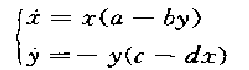 ẋ = x(a − by)
ẏ = − y(c − dx)